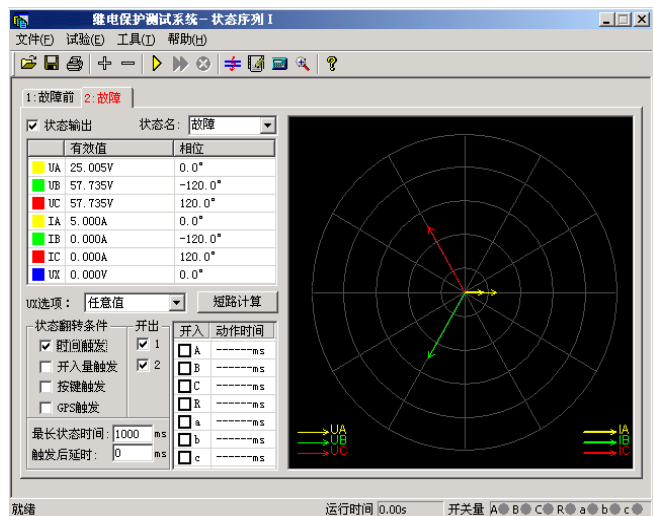 继电保护测试系统－状态序列 I
文件(F) 试验(E) 工具(T) 帮助(H)
1:故障前 2:故障
状态输出 状态名: 故障
有效值 相位
UA 25.005V 0.0°
UB 57.735V -120.0°
UC 57.735V 120.0°
IA 5.000A 0.0°
IB 0.000A -120.0°
IC 0.000A 120.0°
UX 0.000V 0.0°
UX选项: 任意值 短路计算
状态翻转条件 开出 开入 动作时间
时间触发 1
开入量触发 2
按键触发
GPS触发
A ------ms
B ------ms
C ------ms
R ------ms
a ------ms
b ------ms
c ------ms
最长状态时间: 1000 ms
触发后延时: 0 ms
UA
UB
UC
IA
IB
IC
就绪 运行时间 0.00s 开关量 A B C R a b c